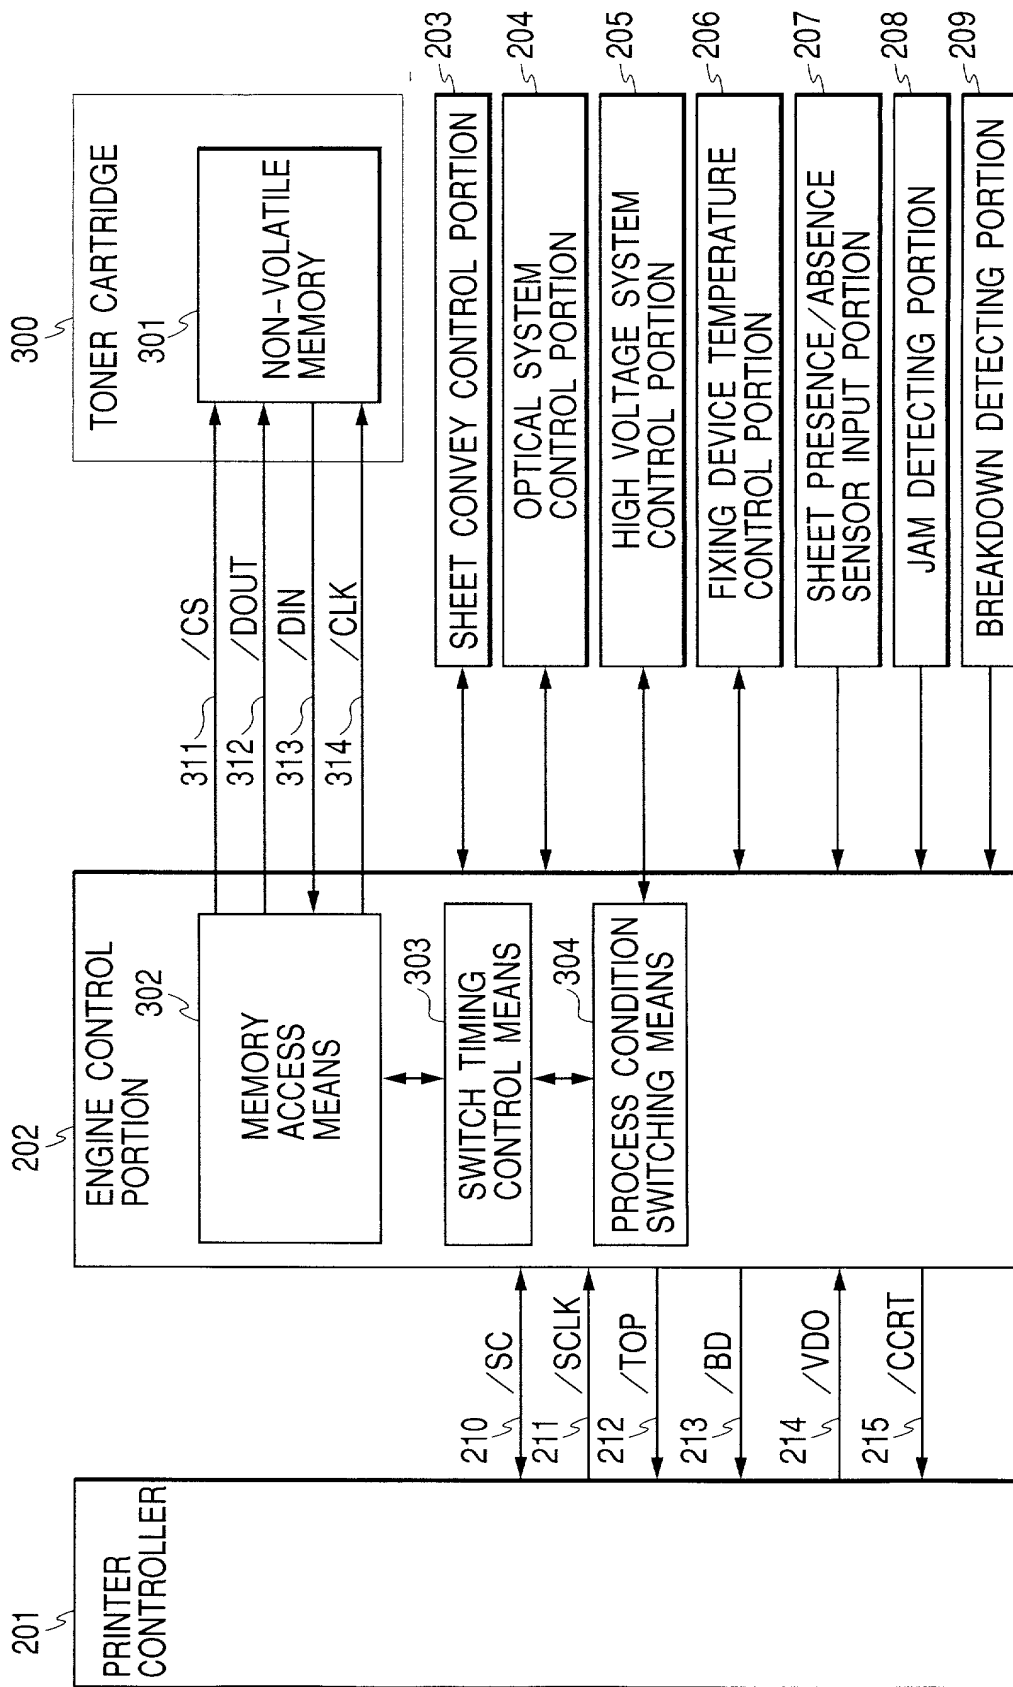 201
PRINTER
CONTROLLER
210
/SC
211
/SCLK
212
/TOP
213
/BD
214
/VDO
215
/CCRT
202
ENGINE CONTROL
PORTION
302
MEMORY
ACCESS
MEANS
303
SWITCH TIMING
CONTROL MEANS
304
PROCESS CONDITION
SWITCHING MEANS
311
/CS
312
/DOUT
313
/DIN
314
/CLK
300
TONER CARTRIDGE
301
NON-VOLATILE
MEMORY
SHEET CONVEY CONTROL PORTION
203
OPTICAL SYSTEM
CONTROL PORTION
204
HIGH VOLTAGE SYSTEM
CONTROL PORTION
205
FIXING DEVICE TEMPERATURE
CONTROL PORTION
206
SHEET PRESENCE/ABSENCE
SENSOR INPUT PORTION
207
JAM DETECTING PORTION
208
BREAKDOWN DETECTING PORTION
209